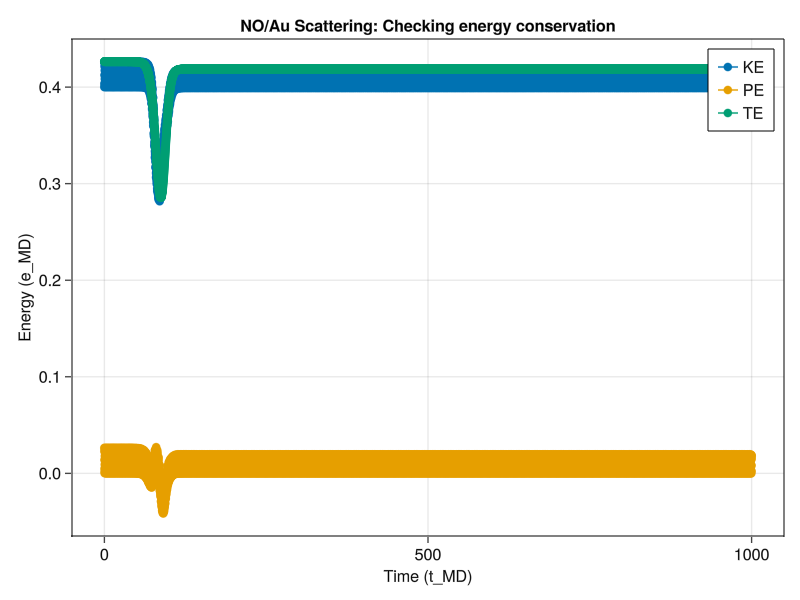 NO/Au Scattering: Checking energy conservation
KE
PE
TE
Energy (e_MD)
0.4
0.3
0.2
0.1
0.0
0
500
1000
Time (t_MD)